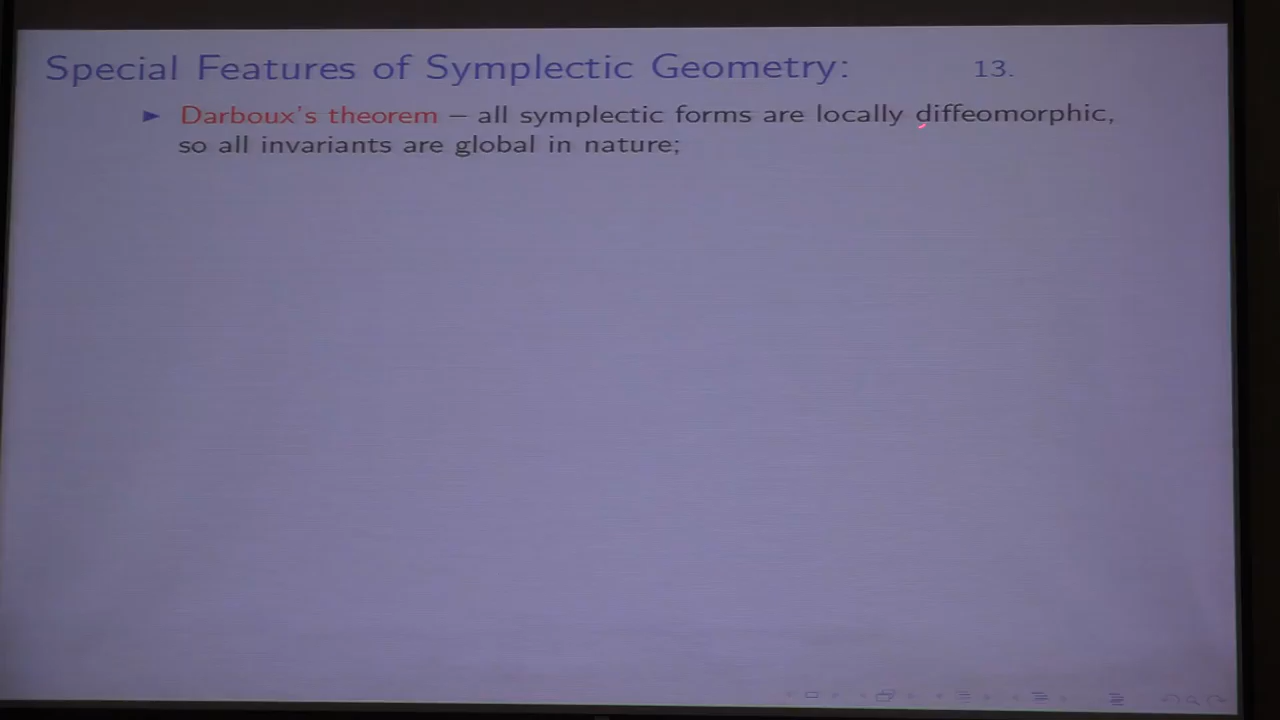 Special Features of Symplectic Geometry: 13.
► Darboux's theorem – all symplectic forms are locally diffeomorphic,
so all invariants are global in nature;